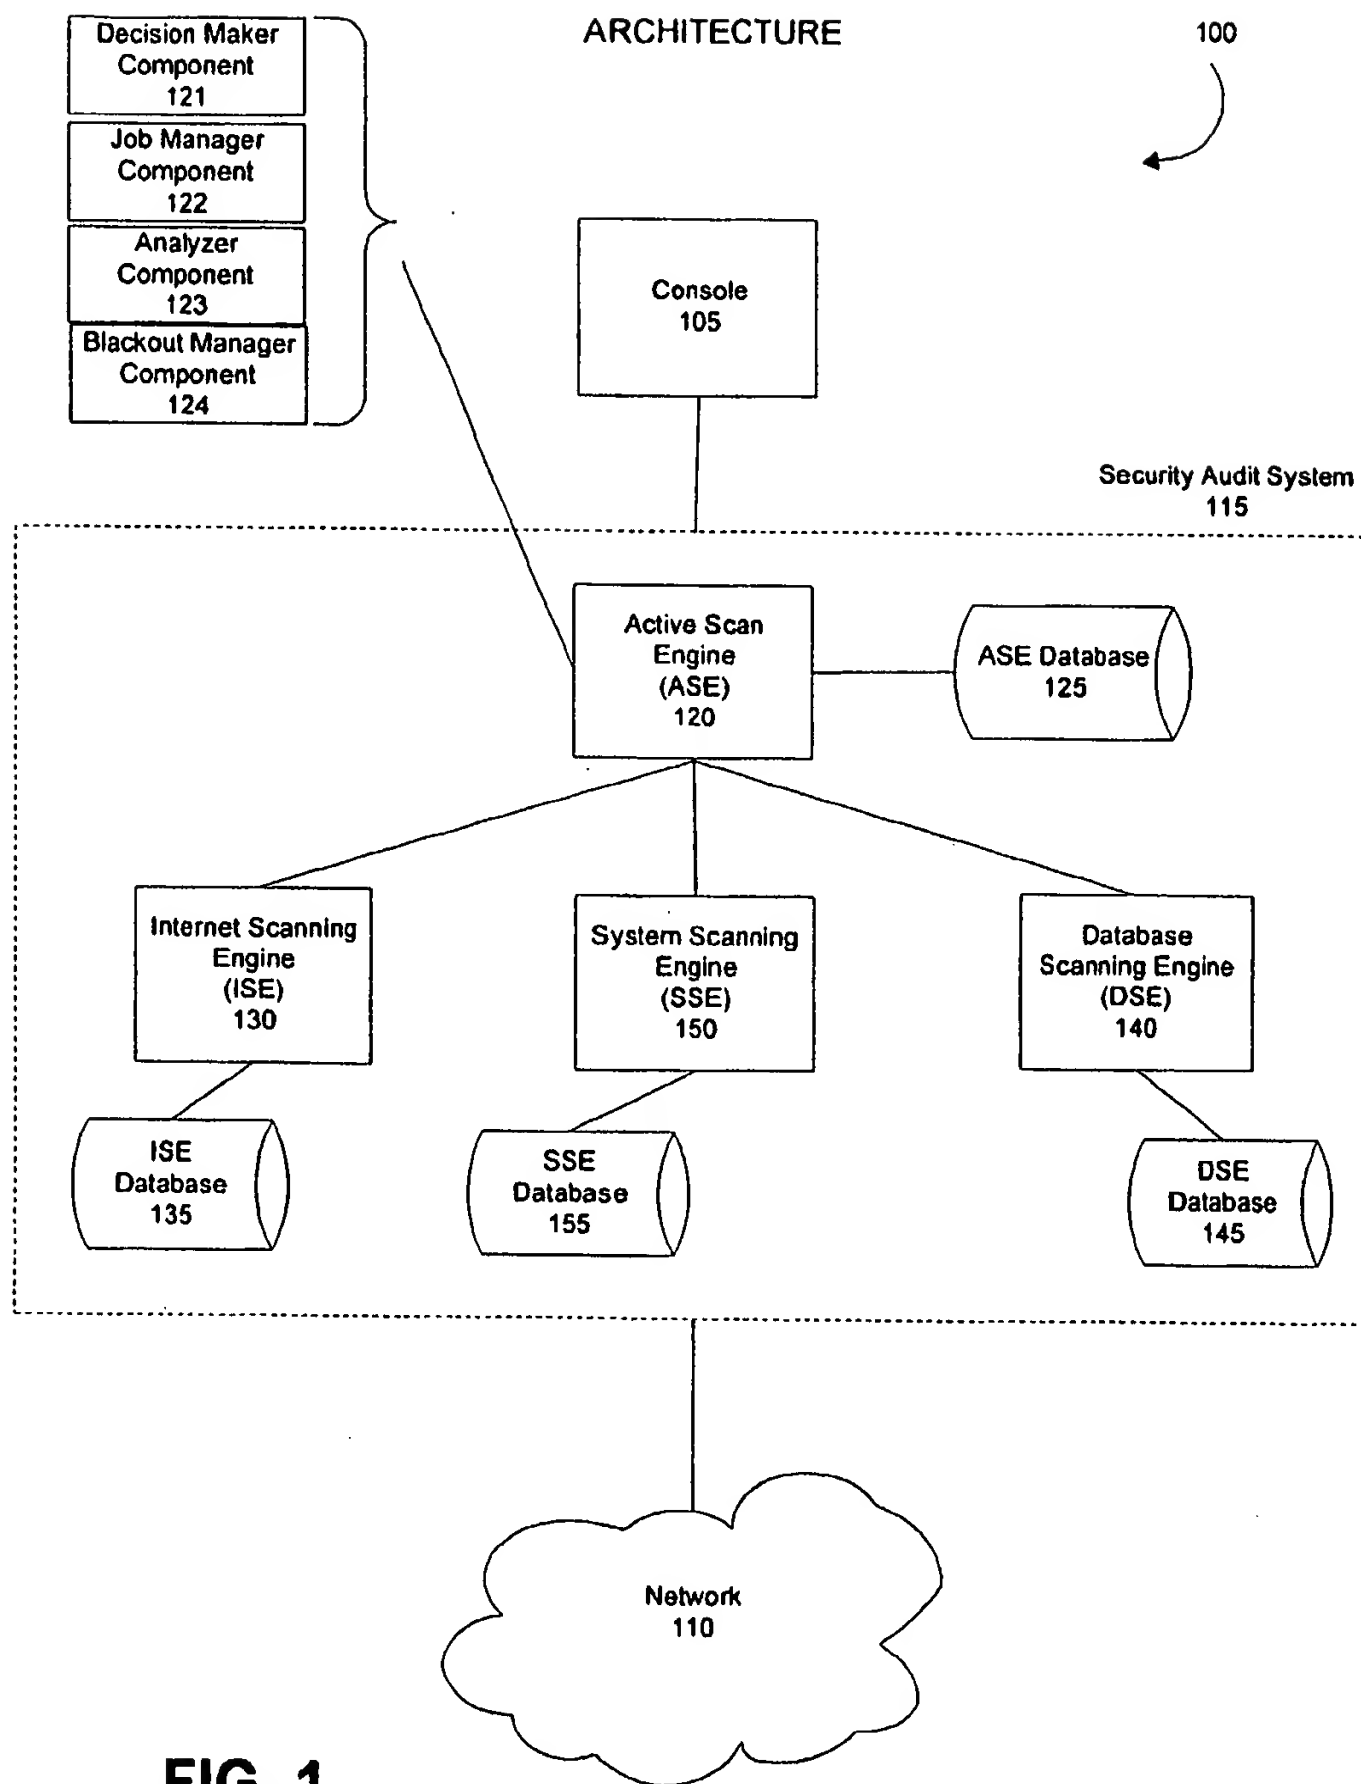 ARCHITECTURE
100
Decision Maker
Component
121
Job Manager
Component
122
Analyzer
Component
123
Blackout Manager
Component
124
Console
105
Security Audit System
115
Active Scan
Engine
(ASE)
120
ASE Database
125
Internet Scanning
Engine
(ISE)
130
System Scanning
Engine
(SSE)
150
Database
Scanning Engine
(DSE)
140
ISE
Database
135
SSE
Database
155
DSE
Database
145
Network
110
FIG. 1